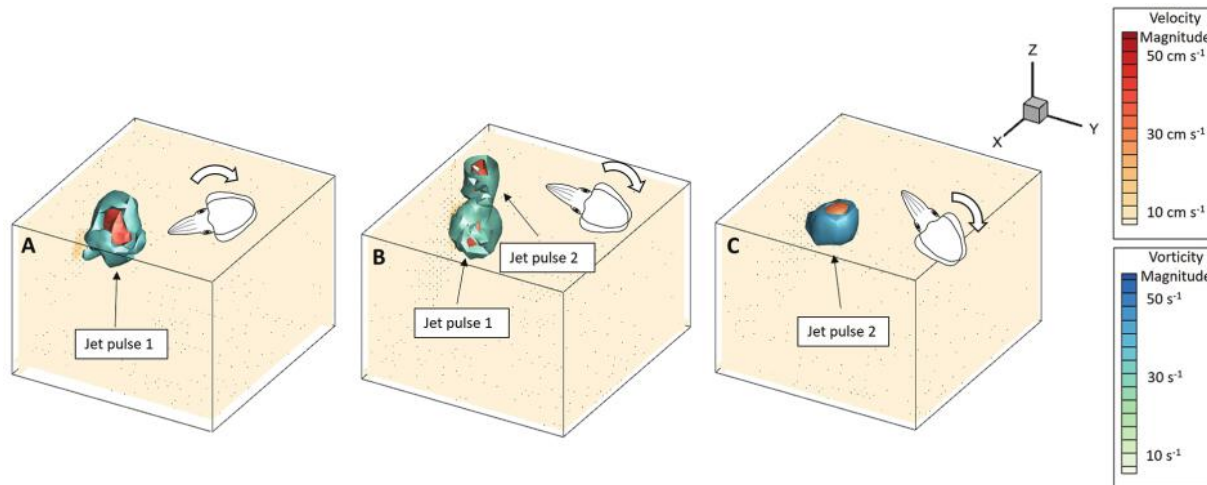 A
Jet pulse 1
B
Jet pulse 2
Jet pulse 1
C
Jet pulse 2
Z
X
Y
Velocity
Magnitude
50 cm s⁻¹
30 cm s⁻¹
10 cm s⁻¹
Vorticity
Magnitude
50 s⁻¹
30 s⁻¹
10 s⁻¹